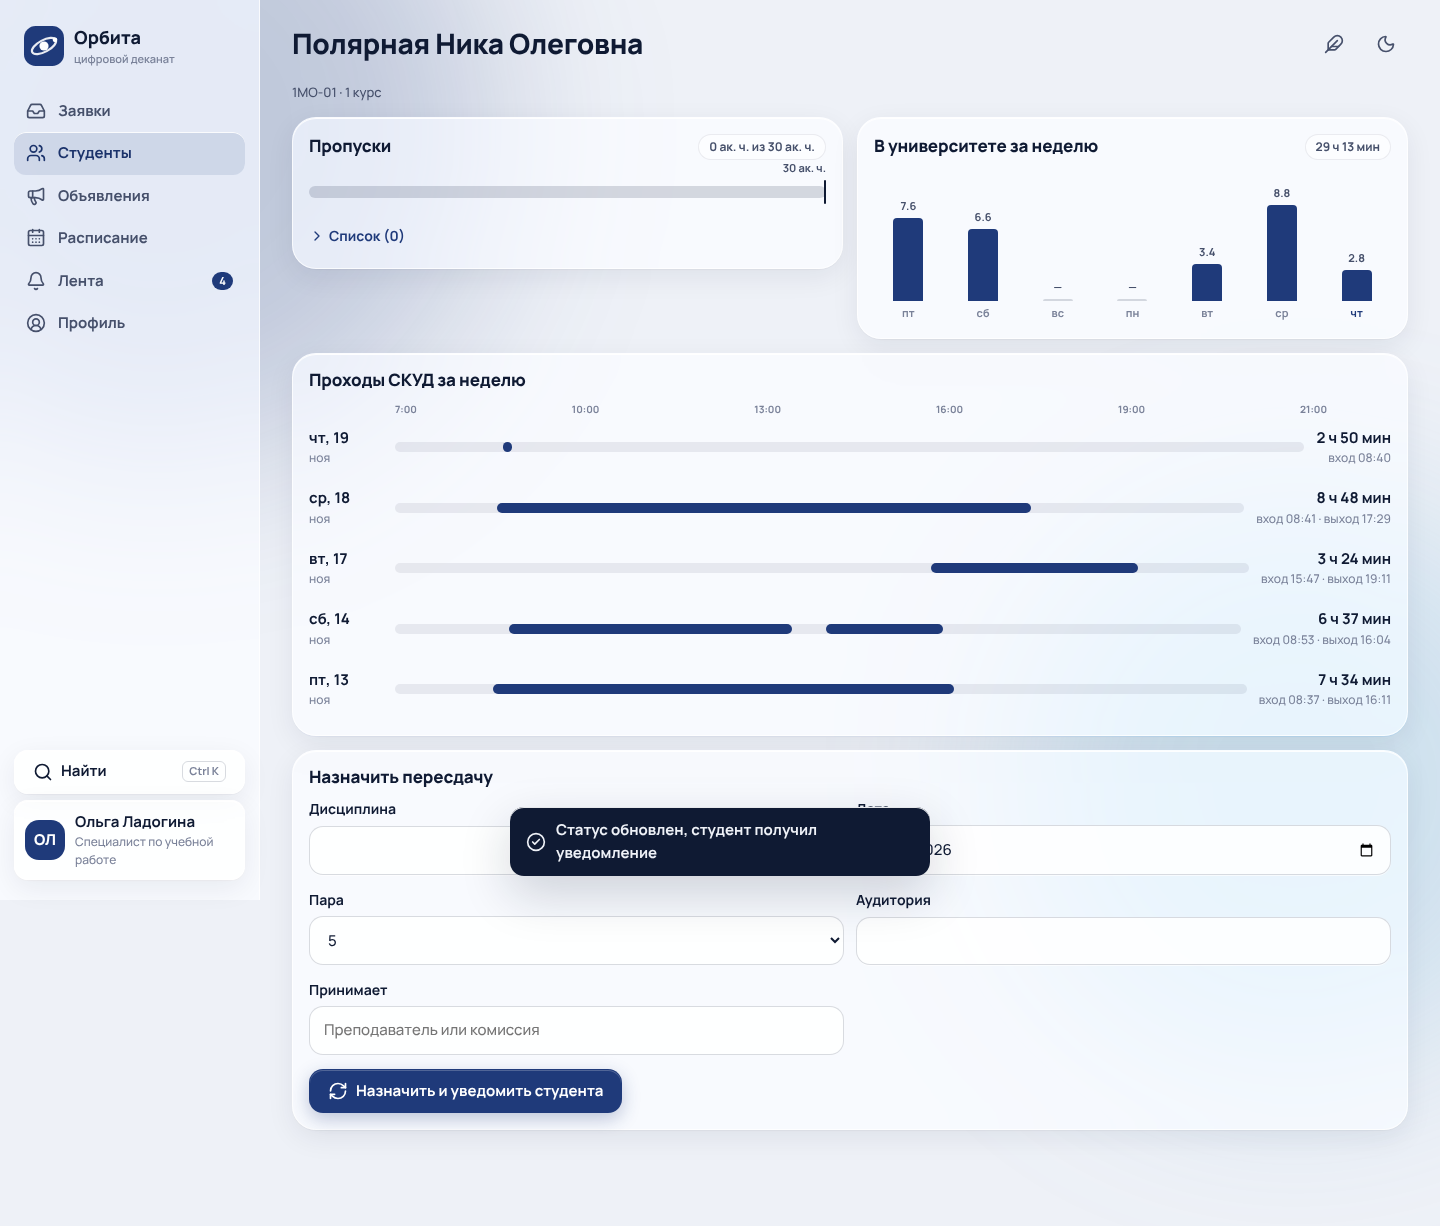 Орбита
цифровой деканат
Заявки
Студенты
Объявления
Расписание
Лента
4
Профиль
Найти
Ctrl K
ОЛ
Ольга Ладогина
Специалист по учебной
работе
Полярная Ника Олеговна
1МО-01 · 1 курс
Пропуски
0 ак. ч. из 30 ак. ч.
30 ак. ч.
Список (0)
В университете за неделю
29 ч 13 мин
7.6
6.6
–
–
3.4
8.8
2.8
пт
сб
вс
пн
вт
ср
чт
Проходы СКУД за неделю
7:00
10:00
13:00
16:00
19:00
21:00
чт, 19
ноя
2 ч 50 мин
вход 08:40
ср, 18
ноя
8 ч 48 мин
вход 08:41 · выход 17:29
вт, 17
ноя
3 ч 24 мин
вход 15:47 · выход 19:11
сб, 14
ноя
6 ч 37 мин
вход 08:53 · выход 16:04
пт, 13
ноя
7 ч 34 мин
вход 08:37 · выход 16:11
Назначить пересдачу
Дисциплина
Статус обновлен, студент получил
уведомление
Пара
5
Аудитория
Принимает
Преподаватель или комиссия
Назначить и уведомить студента